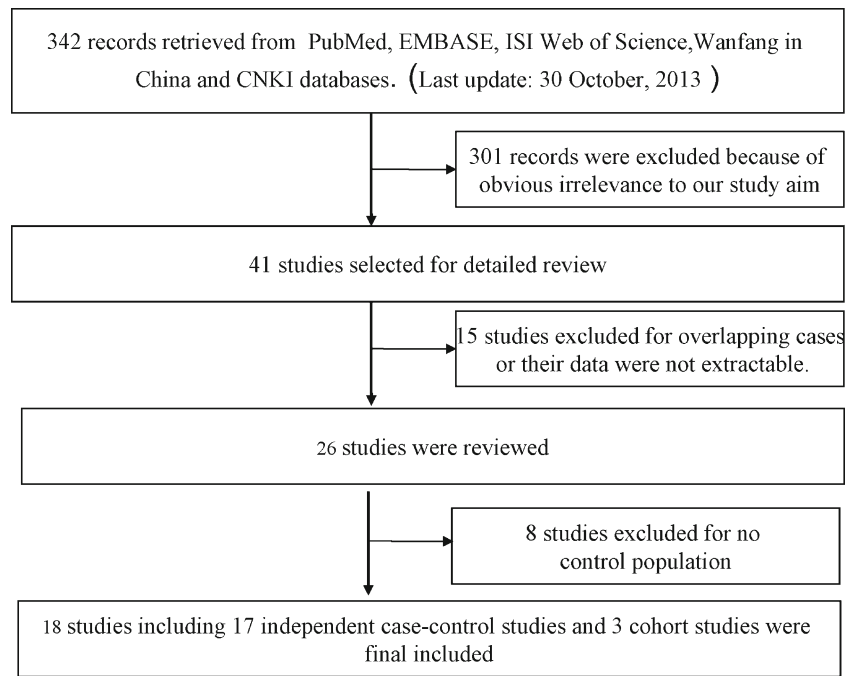 342 records retrieved from PubMed, EMBASE, ISI Web of Science,Wanfang in
China and CNKI databases. (Last update: 30 October, 2013 )
301 records were excluded because of
obvious irrelevance to our study aim
41 studies selected for detailed review
15 studies excluded for overlapping cases
or their data were not extractable.
26 studies were reviewed
8 studies excluded for no
control population
18 studies including 17 independent case-control studies and 3 cohort studies were
final included